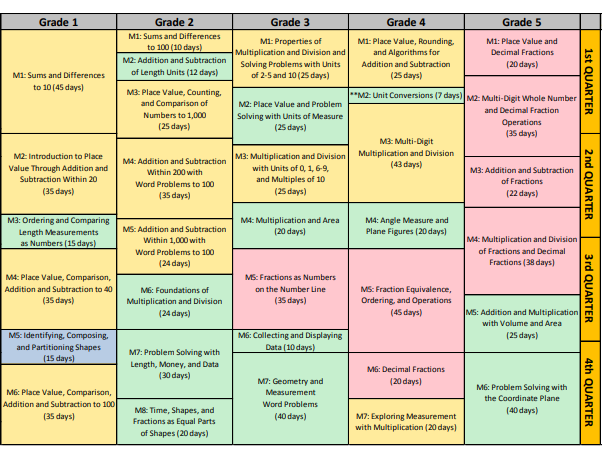 Grade 1
Grade 2
Grade 3
Grade 4
Grade 5
M1: Sums and Differences
to 10 (45 days)
M2: Introduction to Place
Value Through Addition and
Subtraction Within 20
(35 days)
M3: Ordering and Comparing
Length Measurements
as Numbers (15 days)
M4: Place Value, Comparison,
Addition and Subtraction to 40
(35 days)
M5: Identifying, Composing,
and Partitioning Shapes
(15 days)
M6: Place Value, Comparison,
Addition and Subtraction to 100
(35 days)
M1: Sums and Differences
to 100 (10 days)
M2: Addition and Subtraction
of Length Units (12 days)
M3: Place Value, Counting,
and Comparison of
Numbers to 1,000
(25 days)
M4: Addition and Subtraction
Within 200 with
Word Problems to 100
(35 days)
M5: Addition and Subtraction
Within 1,000 with
Word Problems to 100
(24 days)
M6: Foundations of
Multiplication and Division
(24 days)
M7: Problem Solving with
Length, Money, and Data
(30 days)
M8: Time, Shapes, and
Fractions as Equal Parts
of Shapes (20 days)
M1: Properties of
Multiplication and Division and
Solving Problems with Units
of 2-5 and 10 (25 days)
M2: Place Value and Problem
Solving with Units of Measure
(25 days)
M3: Multiplication and Division
with Units of 0, 1, 6-9,
and Multiples of 10
(25 days)
M4: Multiplication and Area
(20 days)
M5: Fractions as Numbers
on the Number Line
(35 days)
M6: Collecting and Displaying
Data (10 days)
M7: Geometry and
Measurement
Word Problems
(40 days)
M1: Place Value, Rounding,
and Algorithms for
Addition and Subtraction
(25 days)
**M2: Unit Conversions (7 days)
M3: Multi-Digit
Multiplication and Division
(43 days)
M4: Angle Measure and
Plane Figures (20 days)
M5: Fraction Equivalence,
Ordering, and Operations
(45 days)
M6: Decimal Fractions
(20 days)
M7: Exploring Measurement
with Multiplication (20 days)
M1: Place Value and
Decimal Fractions
(20 days)
M2: Multi-Digit Whole Number
and Decimal Fraction
Operations
(35 days)
M3: Addition and Subtraction
of Fractions
(22 days)
M4: Multiplication and Division
of Fractions and Decimal
Fractions (38 days)
M5: Addition and Multiplication
with Volume and Area
(25 days)
M6: Problem Solving with
the Coordinate Plane
(40 days)
1st QUARTER
2nd QUARTER
3rd QUARTER
4th QUARTER